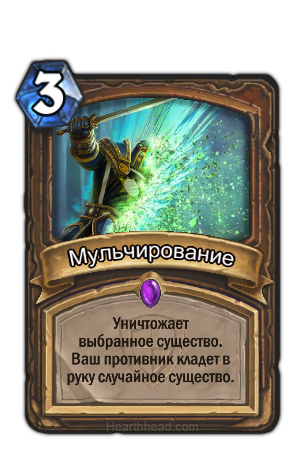 3
Мульчирование
Уничтожает
выбранное существо.
Ваш противник кладет в
руку случайное существо.
Hearthhead.com